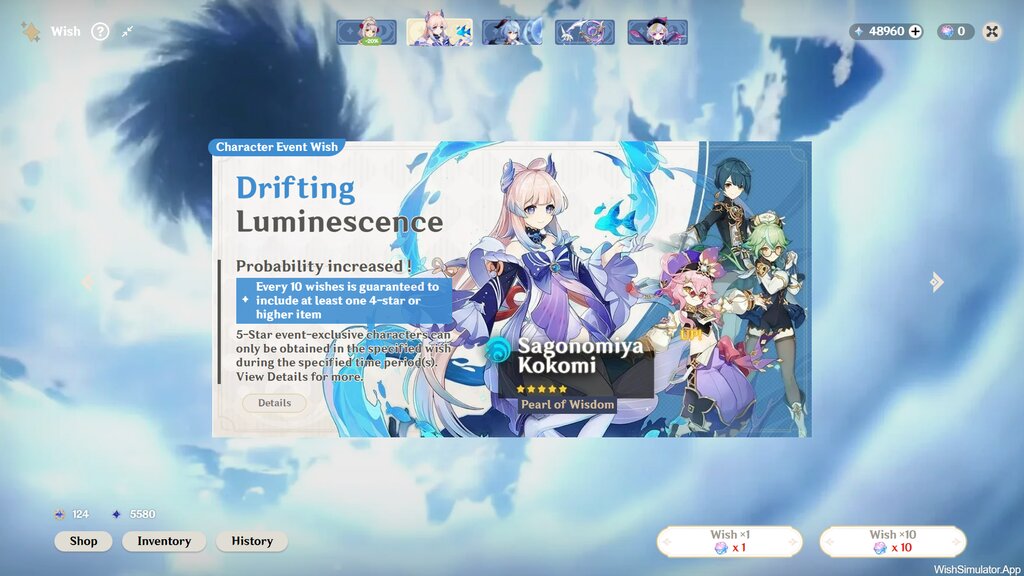 Wish
?
-20%
48960
0
Character Event Wish
Drifting
Luminescence
Probability increased !
Every 10 wishes is guaranteed to
include at least one 4-star or
higher item
5-Star event-exclusive characters can
only be obtained in the specified wish
during the specified time period(s).
View Details for more.
Details
Sagonomiya
Kokomi
Pearl of Wisdom
124
5580
Shop
Inventory
History
Wish ×1
x 1
Wish ×10
x 10
WishSimulator.App